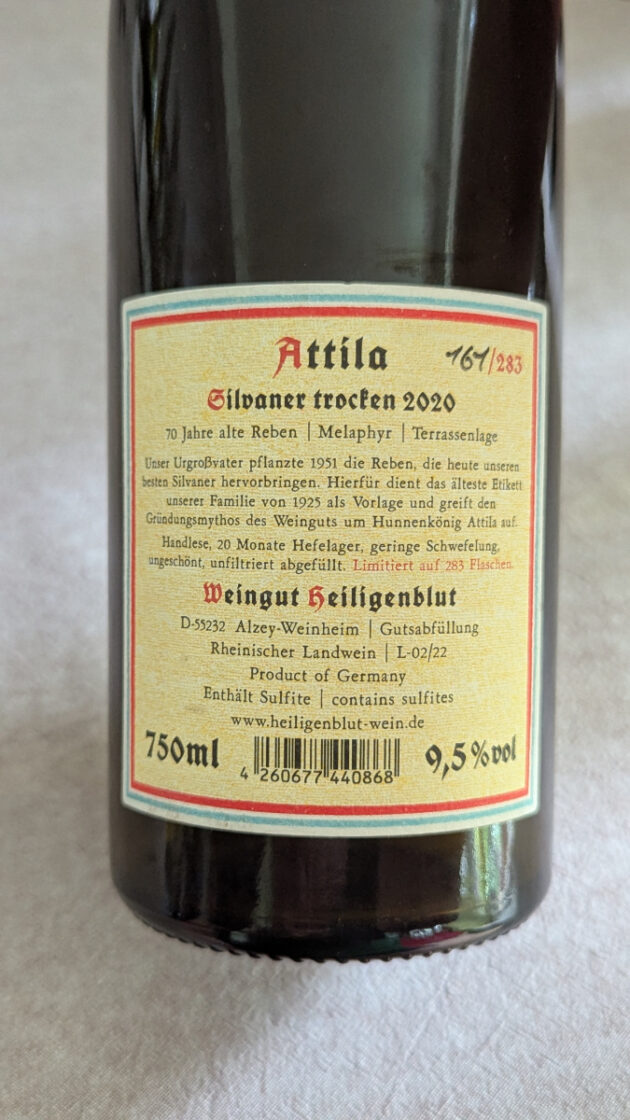 Attila 161/283
Silvaner trocken 2020
70 Jahre alte Reben | Melaphyr | Terrassenlage
Unser Urgroßvater pflanzte 1951 die Reben, die heute unseren
besten Silvaner hervorbringen. Hierfür dient das älteste Etikett
unserer Familie von 1925 als Vorlage und greift den
Gründungsmythos des Weinguts um Hunnenkönig Attila auf.
Handlese, 20 Monate Hefelager, geringe Schwefelung,
ungeschönt, unfiltriert abgefüllt. Limitiert auf 283 Flaschen.
Weingut Heiligenblut
D-55232 Alzey-Weinheim | Gutsabfüllung
Rheinischer Landwein | L-02/22
Product of Germany
Enthält Sulfite | contains sulfites
www.heiligenblut-wein.de
750ml 4 260677 440868 9,5%vol